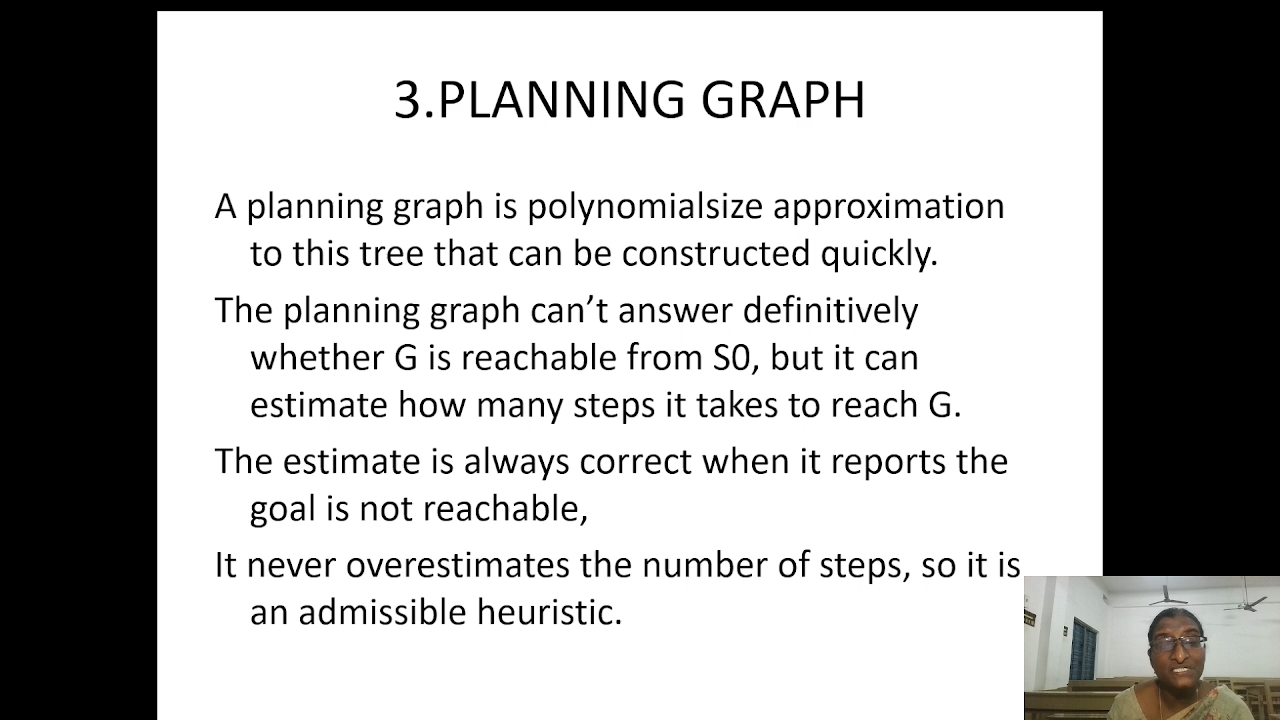 3.PLANNING GRAPH
A planning graph is polynomialsize approximation
to this tree that can be constructed quickly.
The planning graph can’t answer definitively
whether G is reachable from S0, but it can
estimate how many steps it takes to reach G.
The estimate is always correct when it reports the
goal is not reachable,
It never overestimates the number of steps, so it is
an admissible heuristic.